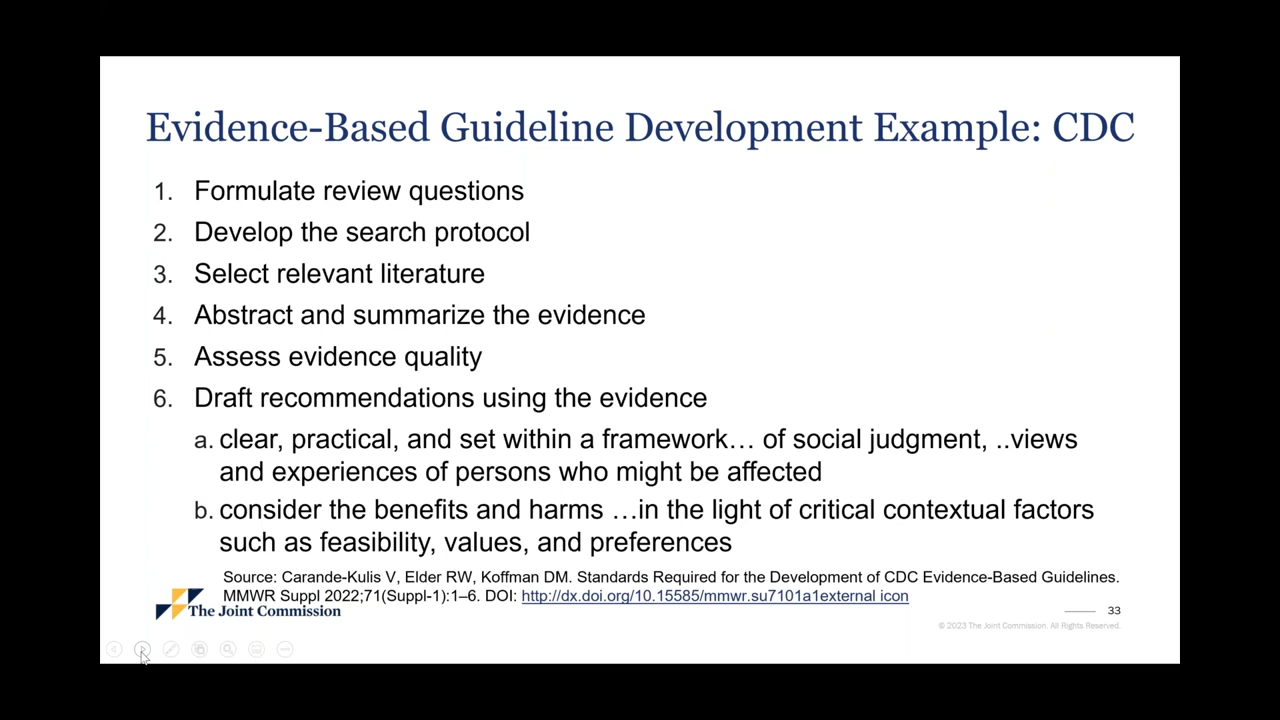 Evidence-Based Guideline Development Example: CDC
1. Formulate review questions
2. Develop the search protocol
3. Select relevant literature
4. Abstract and summarize the evidence
5. Assess evidence quality
6. Draft recommendations using the evidence
a. clear, practical, and set within a framework… of social judgment, ..views
and experiences of persons who might be affected
b. consider the benefits and harms …in the light of critical contextual factors
such as feasibility, values, and preferences
Source: Carande-Kulis V, Elder RW, Koffman DM. Standards Required for the Development of CDC Evidence-Based Guidelines.
MMWR Suppl 2022;71(Suppl-1):1–6. DOI: http://dx.doi.org/10.15585/mmwr.su7101a1external icon
The Joint Commission
33
© 2023 The Joint Commission. All Rights Reserved.